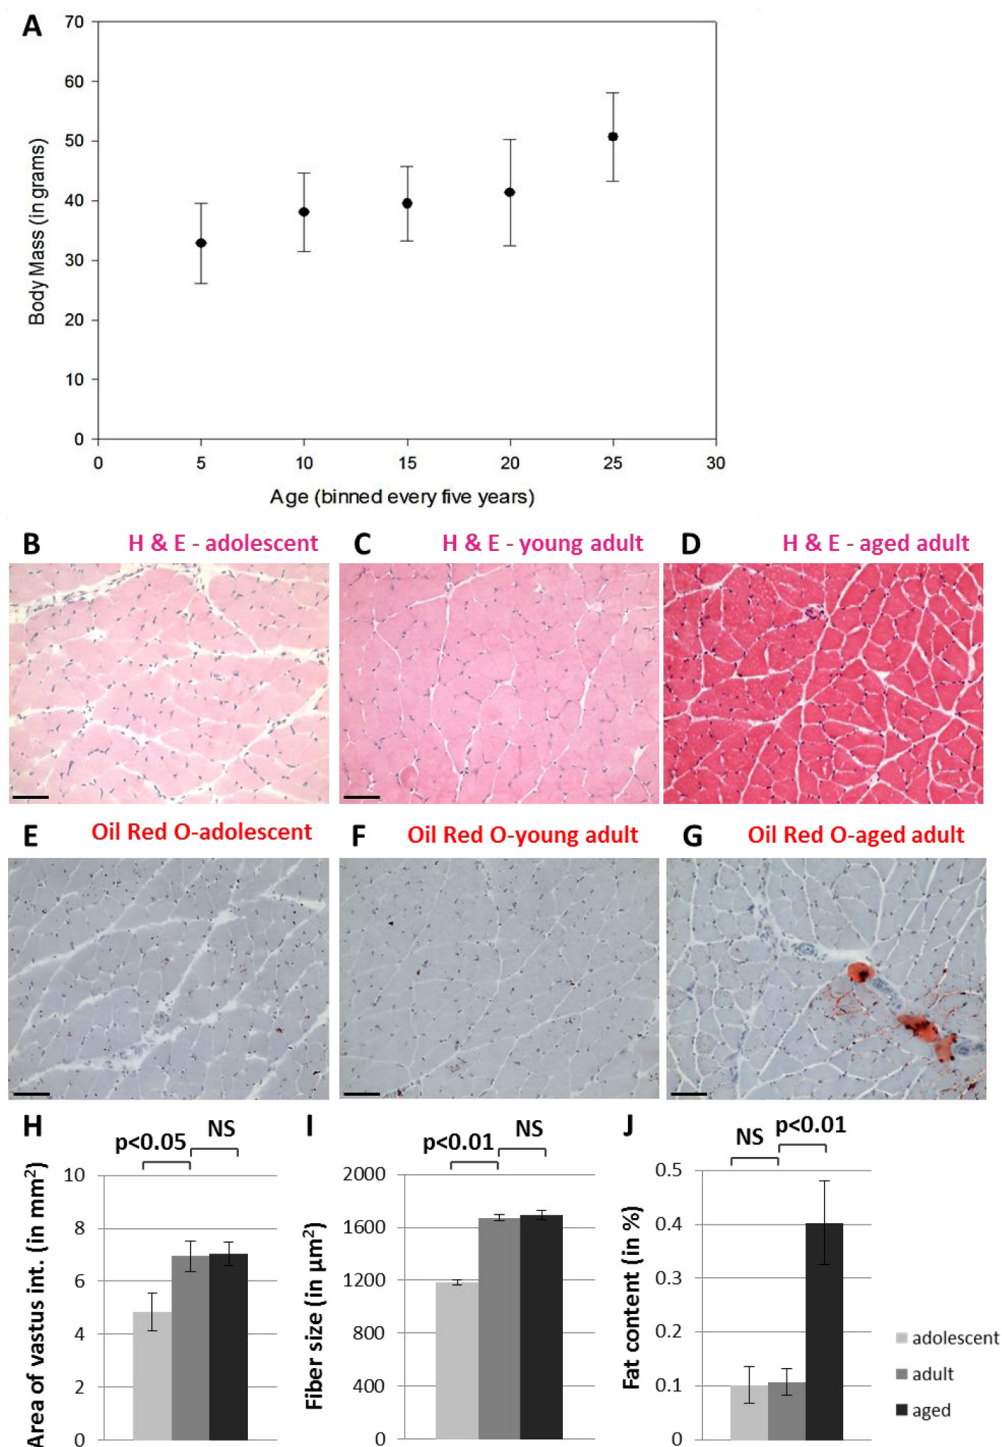 A
70
60
50
40
30
20
10
0
Body Mass (in grams)
0 5 10 15 20 25 30
Age (binned every five years)
B H & E - adolescent
C H & E - young adult
D H & E - aged adult
E Oil Red O-adolescent
F Oil Red O-young adult
G Oil Red O-aged adult
H
p<0.05
NS
Area of vastus int. (in mm²)
10
8
6
4
2
0
I
p<0.01
NS
Fiber size (in µm²)
2000
1600
1200
800
400
0
J
NS
p<0.01
Fat content (in %)
0.5
0.4
0.3
0.2
0.1
0
adolescent
adult
aged